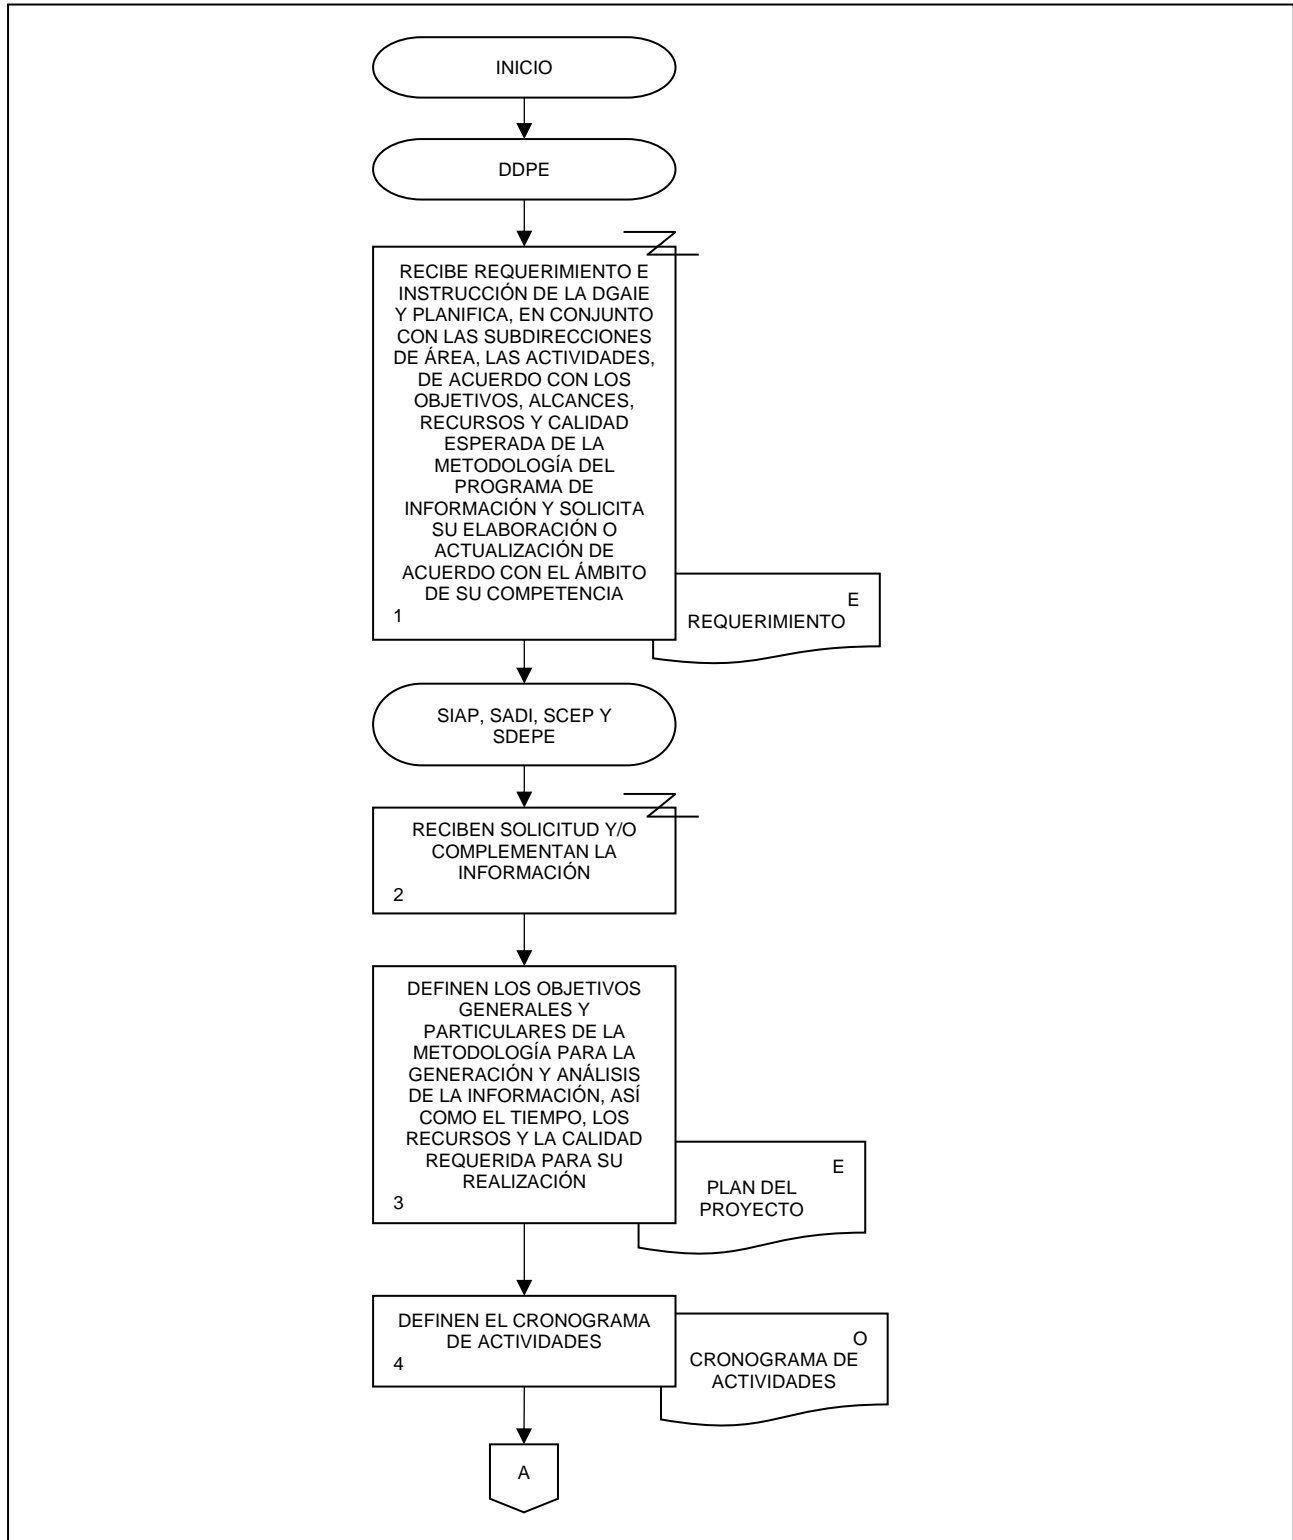 INICIO
DDPE
RECIBE REQUERIMIENTO E
INSTRUCCIÓN DE LA DGAIE
Y PLANIFICA, EN CONJUNTO
CON LAS SUBDIRECCIONES
DE ÁREA, LAS ACTIVIDADES,
DE ACUERDO CON LOS
OBJETIVOS, ALCANCES,
RECURSOS Y CALIDAD
ESPERADA DE LA
METODOLOGÍA DEL
PROGRAMA DE
INFORMACIÓN Y SOLICITA
SU ELABORACIÓN O
ACTUALIZACIÓN DE
ACUERDO CON EL ÁMBITO
DE SU COMPETENCIA
1
E
REQUERIMIENTO
SIAP, SADI, SCEP Y
SDEPE
RECIBEN SOLICITUD Y/O
COMPLEMENTAN LA
INFORMACIÓN
2
DEFINEN LOS OBJETIVOS
GENERALES Y
PARTICULARES DE LA
METODOLOGÍA PARA LA
GENERACIÓN Y ANÁLISIS
DE LA INFORMACIÓN, ASÍ
COMO EL TIEMPO, LOS
RECURSOS Y LA CALIDAD
REQUERIDA PARA SU
REALIZACIÓN
3
E
PLAN DEL
PROYECTO
DEFINEN EL CRONOGRAMA
DE ACTIVIDADES
4
O
CRONOGRAMA DE
ACTIVIDADES
A